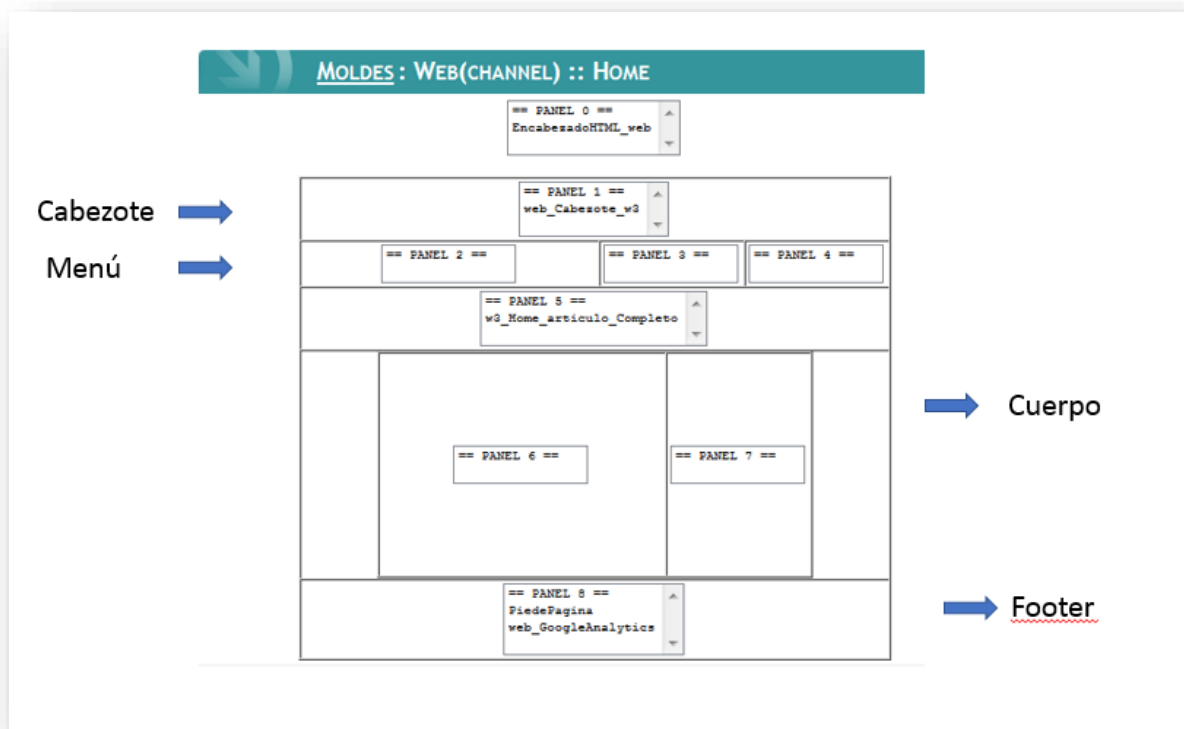 MOLDES : WEB(CHANNEL) :: HOME
== PANEL 0 ==
EncabezadoHTML_web
Cabezote
== PANEL 1 ==
web_Cabezote_w3
Menú
== PANEL 2 ==
== PANEL 3 ==
== PANEL 4 ==
== PANEL 5 ==
w3_Home_articulo_Completo
Cuerpo
== PANEL 6 ==
== PANEL 7 ==
== PANEL 8 ==
PiedePagina
web_GoogleAnalytics
Footer